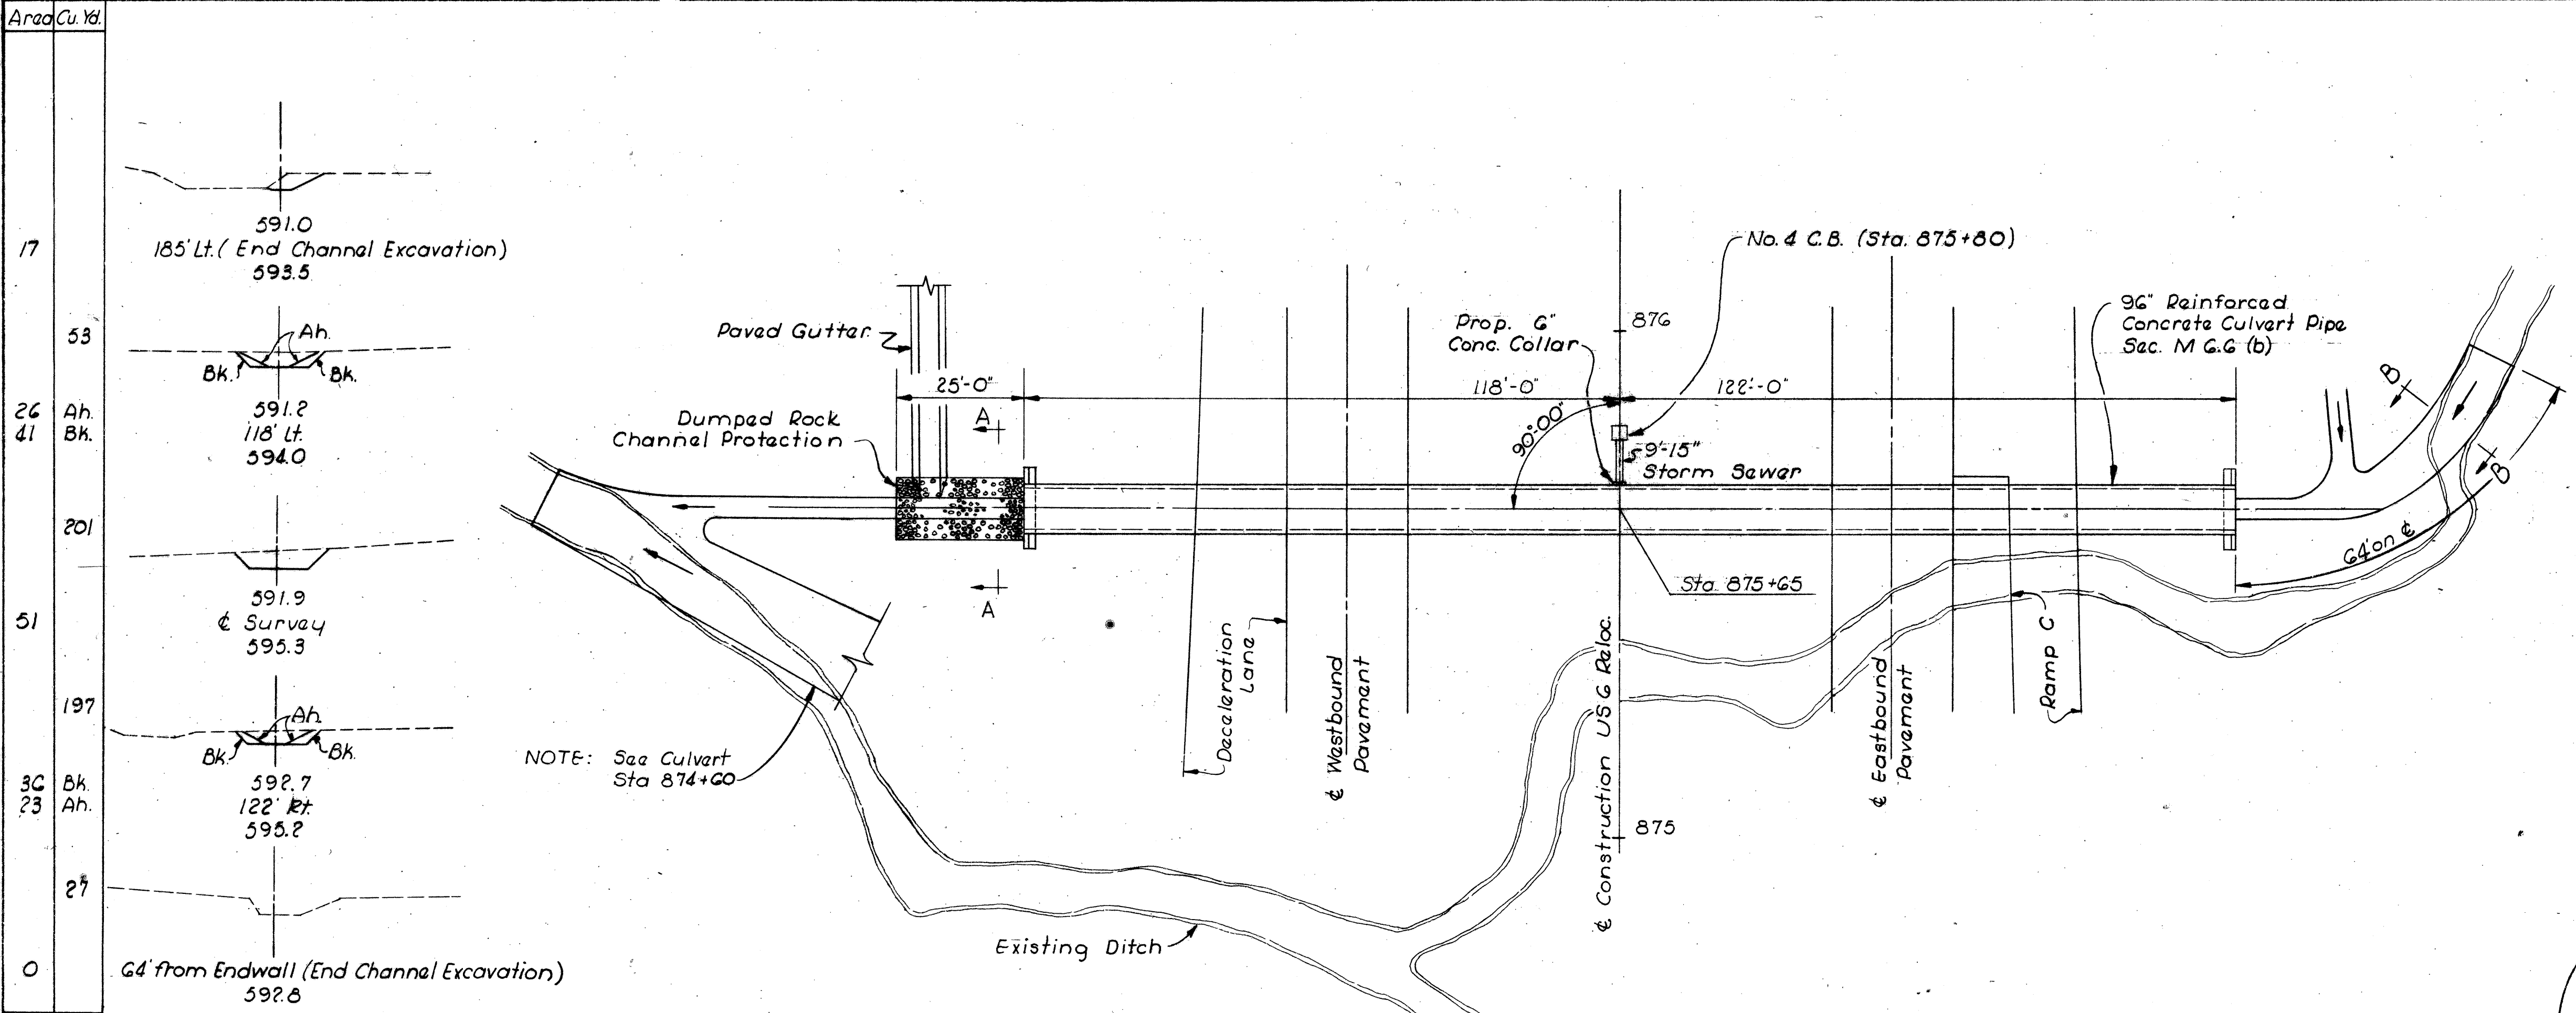 Area Cu. Yd.
591.0
17 185' Lt. ( End Channel Excavation)
593.5
53
Ah.
Bk. Bk.
26 Ah.
41 Bk.
591.2
118' Lt.
594.0
201
591.9
51 ₵ Survey
595.3
197
Ah.
Bk. Bk.
36 Bk.
23 Ah.
592.7
122' Rt.
595.2
27
0 64' from Endwall (End Channel Excavation)
592.8
Paved Gutter
25'-0"
Dumped Rock
Channel Protection
A
A
NOTE: See Culvert
Sta 874+60
Existing Ditch
Deceleration
Lane
₵ Westbound
Pavement
118'-0"
Prop. 6"
Conc. Collar
90°-00"
876
No. 4 C.B. (Sta. 875+80)
122'-0"
9'-15"
Storm Sewer
Sta. 875+65
₵ Construction US 6 Reloc.
875
₵ Eastbound
Pavement
Ramp C
96" Reinforced
Concrete Culvert Pipe
Sec. M 6.6 (b)
B
B
64' on ₵